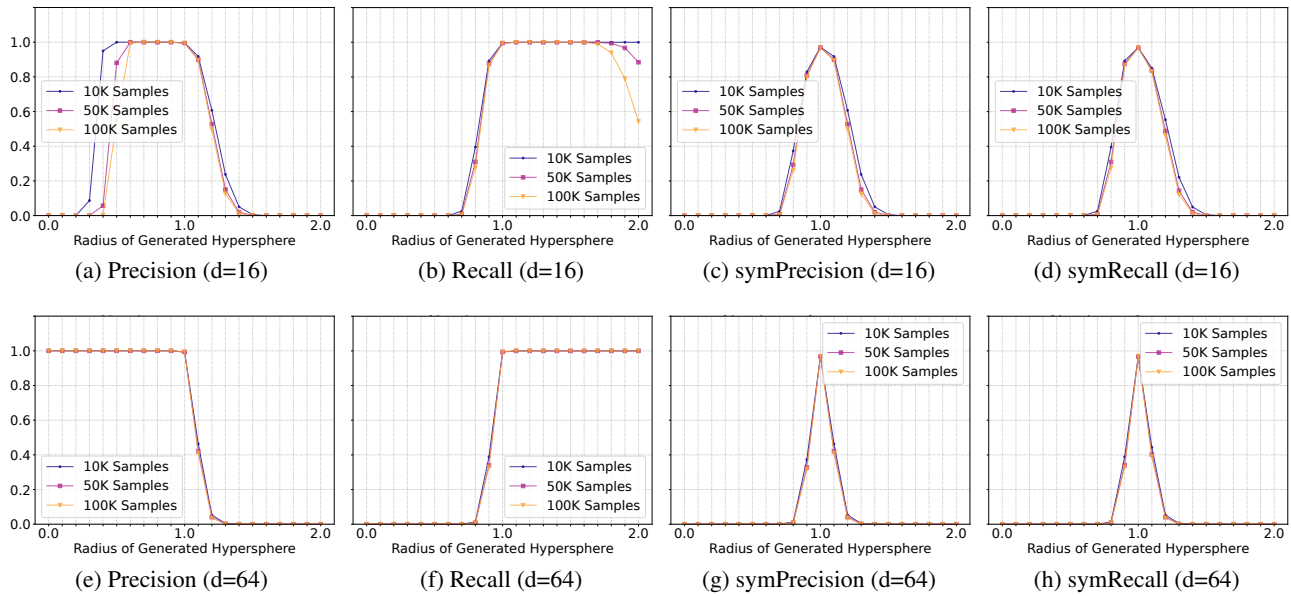 1.0
0.8
0.6
0.4
0.2
0.0
10K Samples
50K Samples
100K Samples
0.0 1.0 2.0
Radius of Generated Hypersphere
(a) Precision (d=16)
10K Samples
50K Samples
100K Samples
0.0 1.0 2.0
Radius of Generated Hypersphere
(b) Recall (d=16)
10K Samples
50K Samples
100K Samples
0.0 1.0 2.0
Radius of Generated Hypersphere
(c) symPrecision (d=16)
10K Samples
50K Samples
100K Samples
0.0 1.0 2.0
Radius of Generated Hypersphere
(d) symRecall (d=16)
1.0
0.8
0.6
0.4
0.2
0.0
10K Samples
50K Samples
100K Samples
0.0 1.0 2.0
Radius of Generated Hypersphere
(e) Precision (d=64)
10K Samples
50K Samples
100K Samples
0.0 1.0 2.0
Radius of Generated Hypersphere
(f) Recall (d=64)
10K Samples
50K Samples
100K Samples
0.0 1.0 2.0
Radius of Generated Hypersphere
(g) symPrecision (d=64)
10K Samples
50K Samples
100K Samples
0.0 1.0 2.0
Radius of Generated Hypersphere
(h) symRecall (d=64)